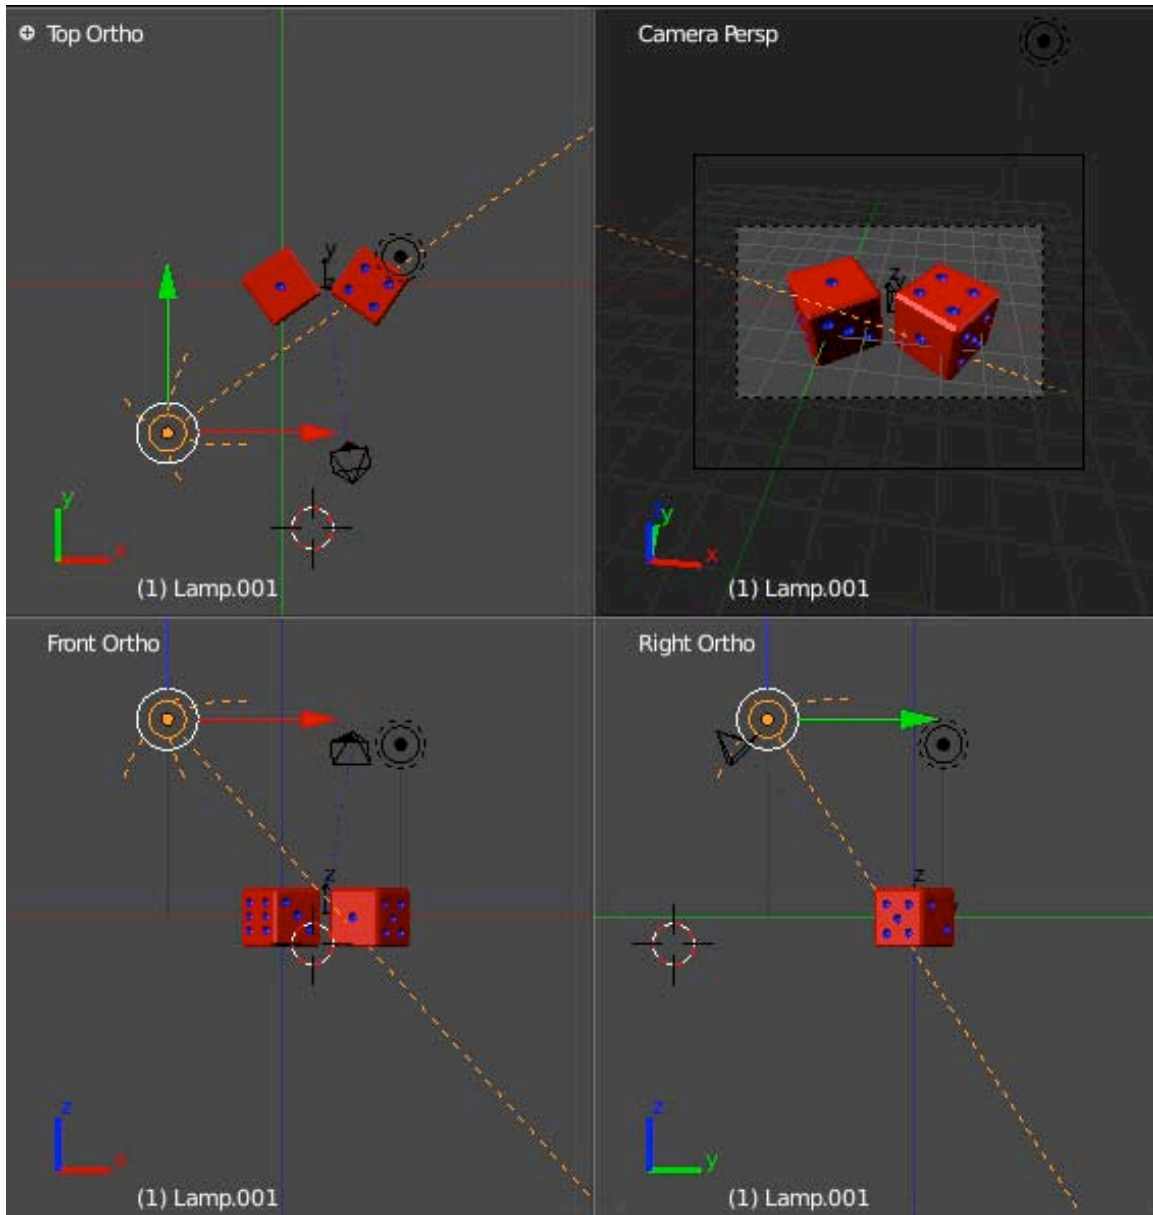 Top Ortho
y
y
x
(1) Lamp.001
Camera Persp
z
y
y
x
(1) Lamp.001
Front Ortho
z
z
x
(1) Lamp.001
Right Ortho
z
z
y
(1) Lamp.001